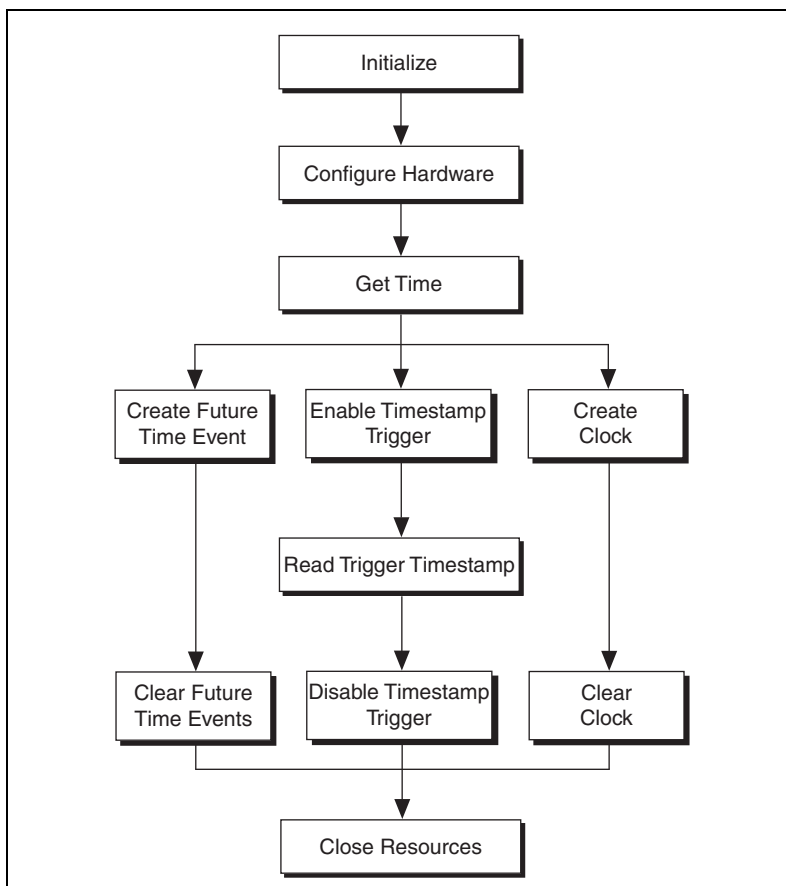 Initialize
Configure Hardware
Get Time
Create Future
Time Event
Enable Timestamp
Trigger
Create
Clock
Read Trigger Timestamp
Clear Future
Time Events
Disable Timestamp
Trigger
Clear
Clock
Close Resources